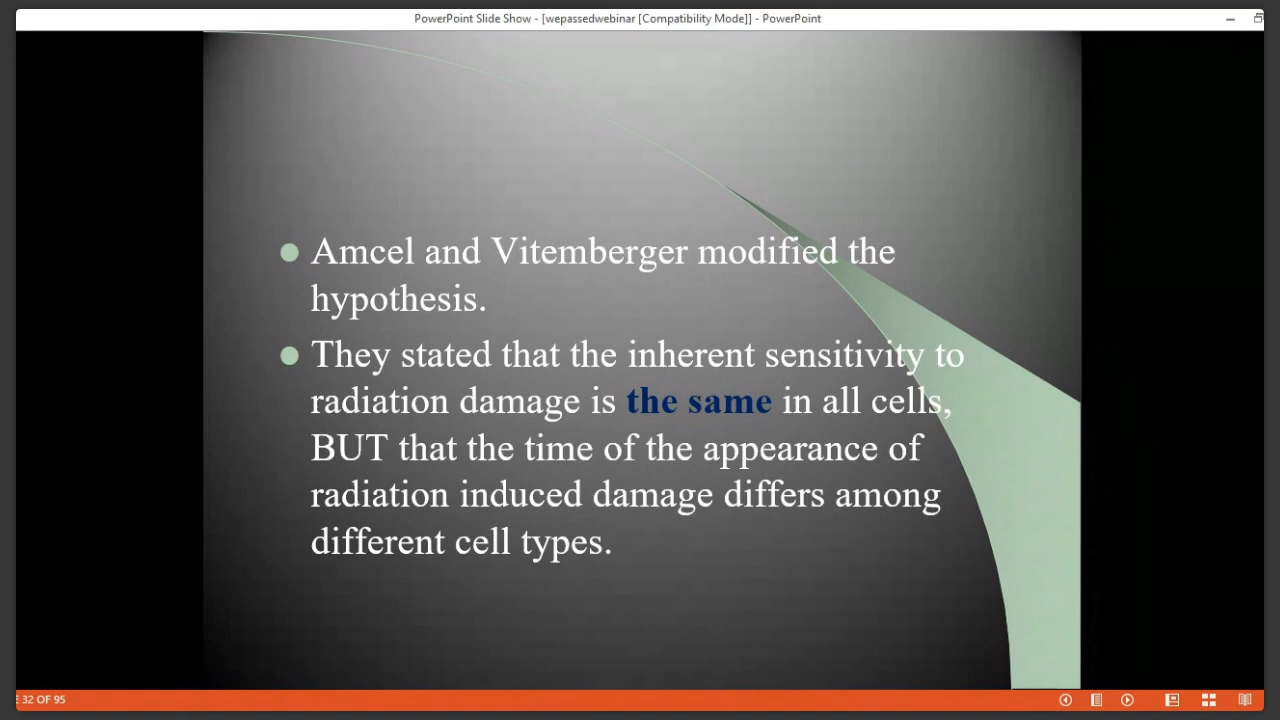 PowerPoint Slide Show - [wepassedwebinar [Compatibility Mode]] - PowerPoint
Amcel and Vitemberger modified the
hypothesis.
They stated that the inherent sensitivity to
radiation damage is the same in all cells,
BUT that the time of the appearance of
radiation induced damage differs among
different cell types.
E 32 OF 95